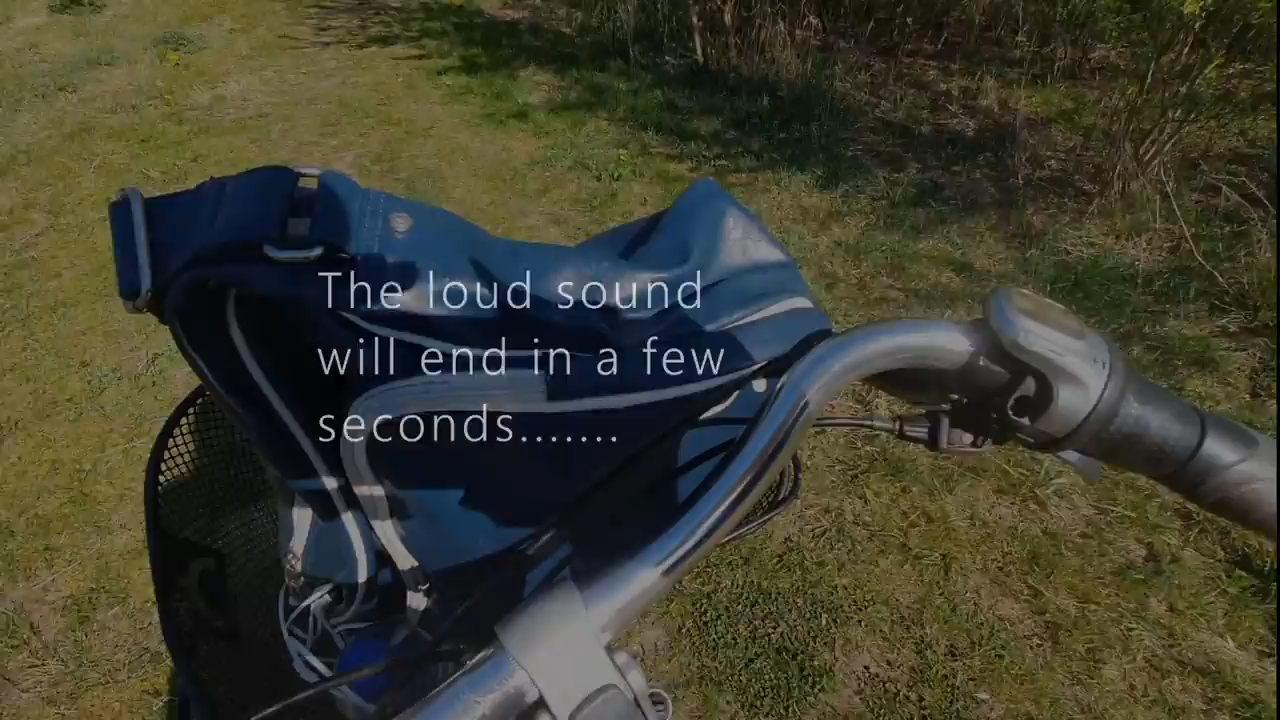 The loud sound
will end in a few
seconds.......